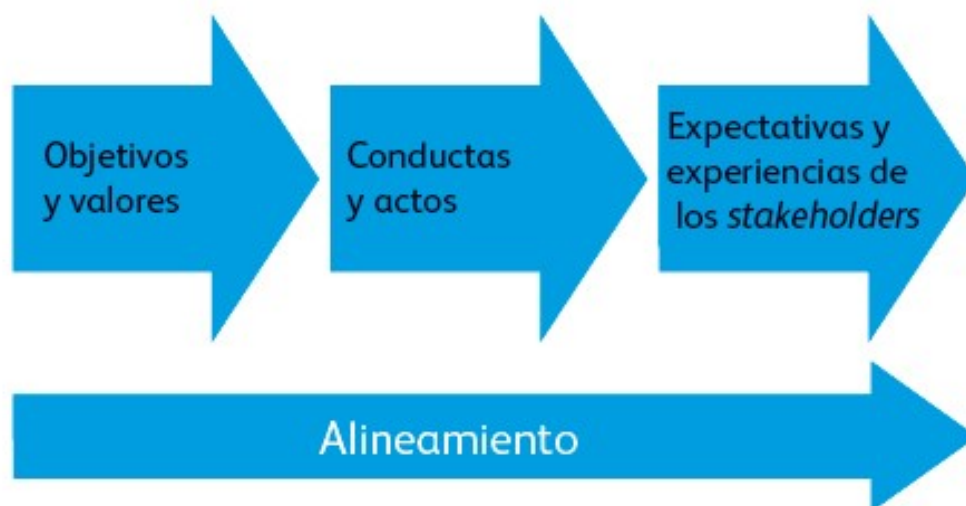 Objetivos
y valores
Conductas
y actos
Expectativas y
experiencias de
los stakeholders
Alineamiento